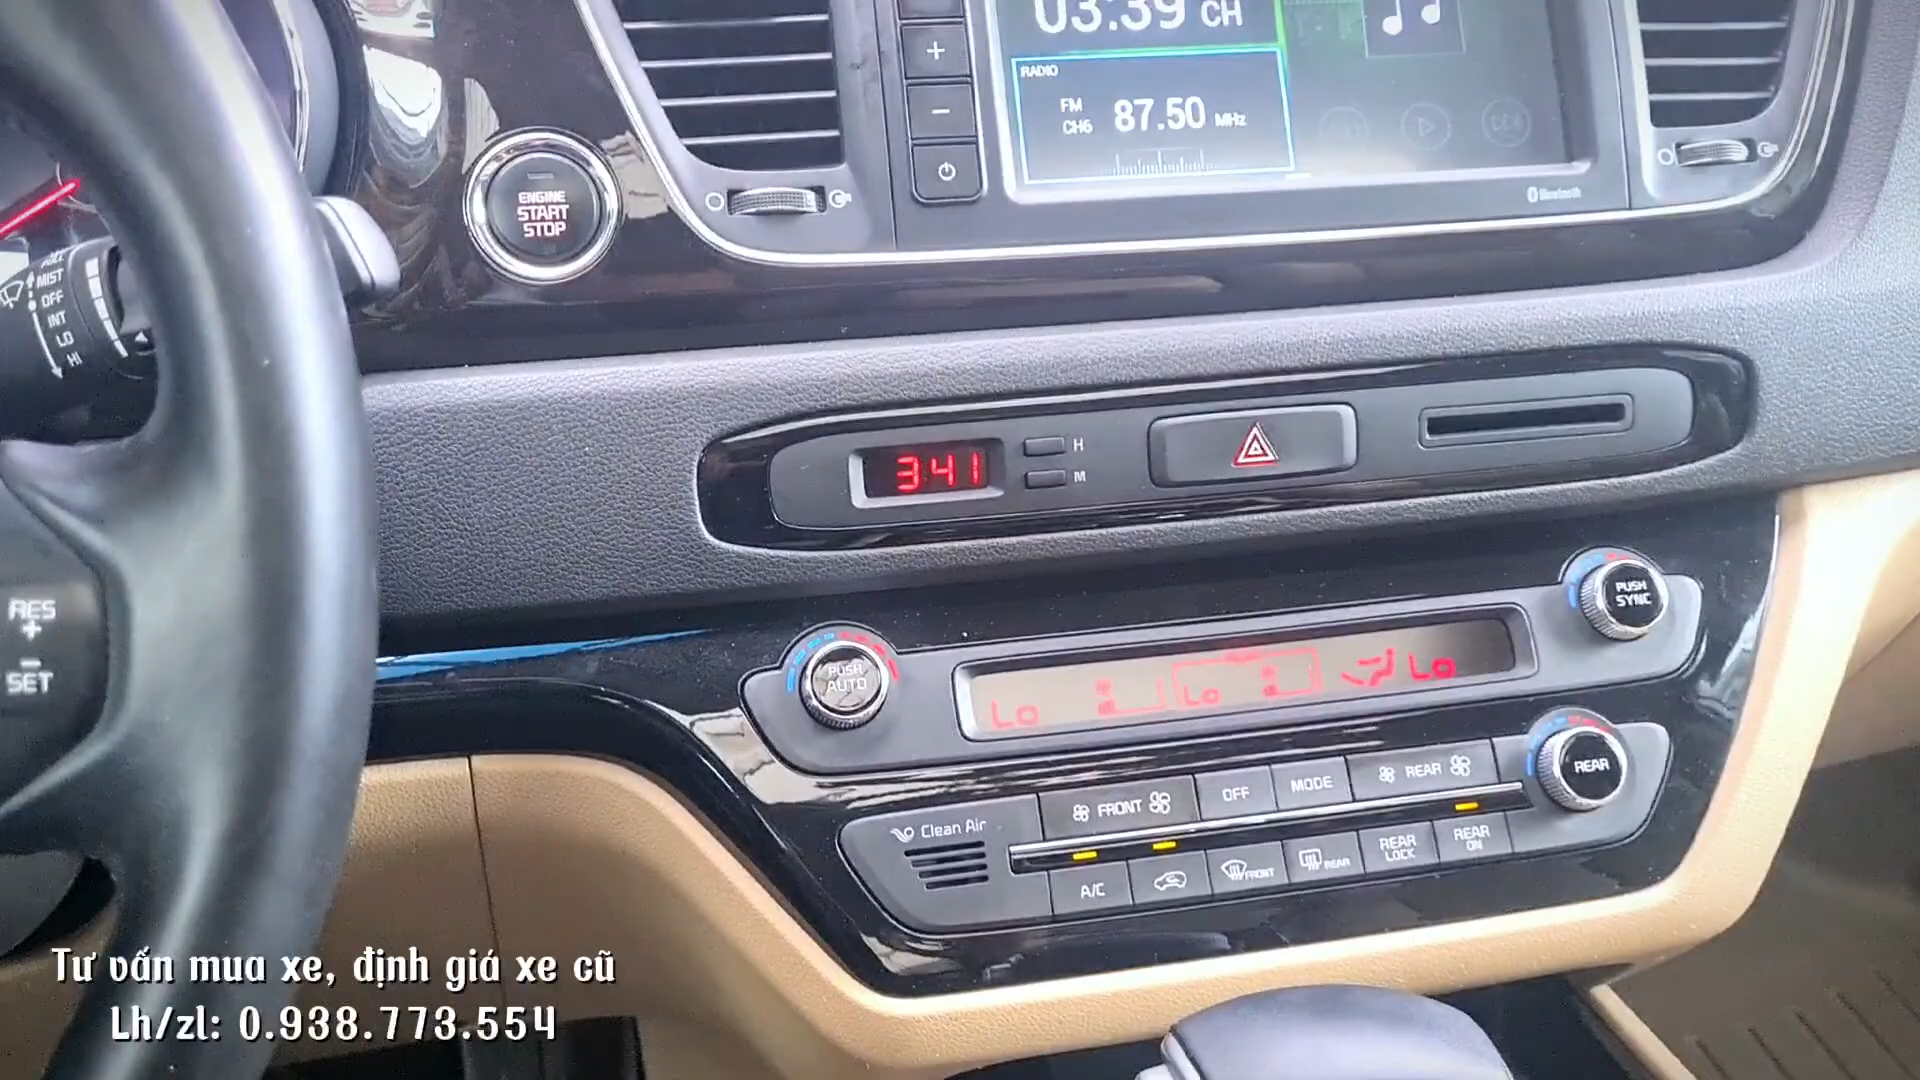 03:39 CH
RADIO
FM
CH6
87.50 MHz
Bluetooth
ENGINE
START
STOP
MIST
OFF
INT
LO
HI
3:41
H
M
RES
+
−
SET
PUSH
AUTO
PUSH
SYNC
Lo
Lo
Lo
FRONT
OFF
MODE
REAR
REAR
Clean Air
A/C
FRONT
REAR
REAR
LOCK
REAR
ON
Tư vấn mua xe, định giá xe cũ
Lh/zl: 0.938.773.554